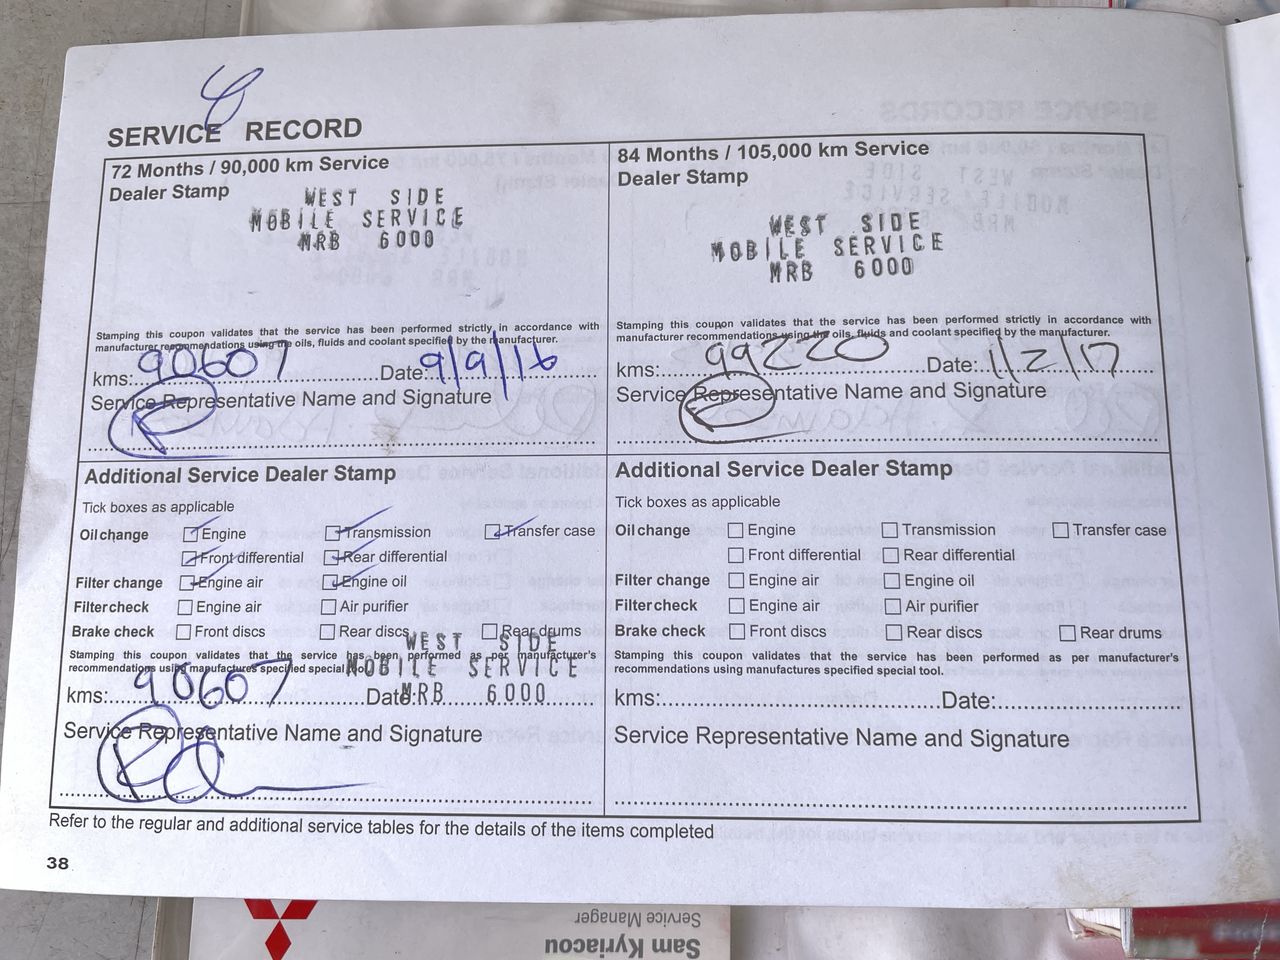 SERVICE RECORD
72 Months / 90,000 km Service
Dealer Stamp
WEST SIDE
MOBILE SERVICE
MRB 6000
Stamping this coupon validates that the service has been performed strictly in accordance with
manufacturer recommendations using the oils, fluids and coolant specified by the manufacturer.
kms: 90607 Date: 9/9/16
Service Representative Name and Signature
84 Months / 105,000 km Service
Dealer Stamp
WEST SIDE
MOBILE SERVICE
MRB 6000
Stamping this coupon validates that the service has been performed strictly in accordance with
manufacturer recommendations using the oils, fluids and coolant specified by the manufacturer.
kms: 99220 Date: 1/2/17
Service Representative Name and Signature
Additional Service Dealer Stamp
Tick boxes as applicable
Oil change Engine Transmission Transfer case
Front differential Rear differential
Filter change Engine air Engine oil
Filter check Engine air Air purifier
Brake check Front discs Rear discs Rear drums
WEST SIDE
MOBILE SERVICE
MRB 6000
Stamping this coupon validates that the service has been performed as per manufacturer's
recommendations using manufactures specified special tool.
kms: 90607 Date:
Service Representative Name and Signature
Additional Service Dealer Stamp
Tick boxes as applicable
Oil change Engine Transmission Transfer case
Front differential Rear differential
Filter change Engine air Engine oil
Filter check Engine air Air purifier
Brake check Front discs Rear discs Rear drums
Stamping this coupon validates that the service has been performed as per manufacturer's
recommendations using manufactures specified special tool.
kms: Date:
Service Representative Name and Signature
Refer to the regular and additional service tables for the details of the items completed
38
Sam Kyriacou
Service Manager